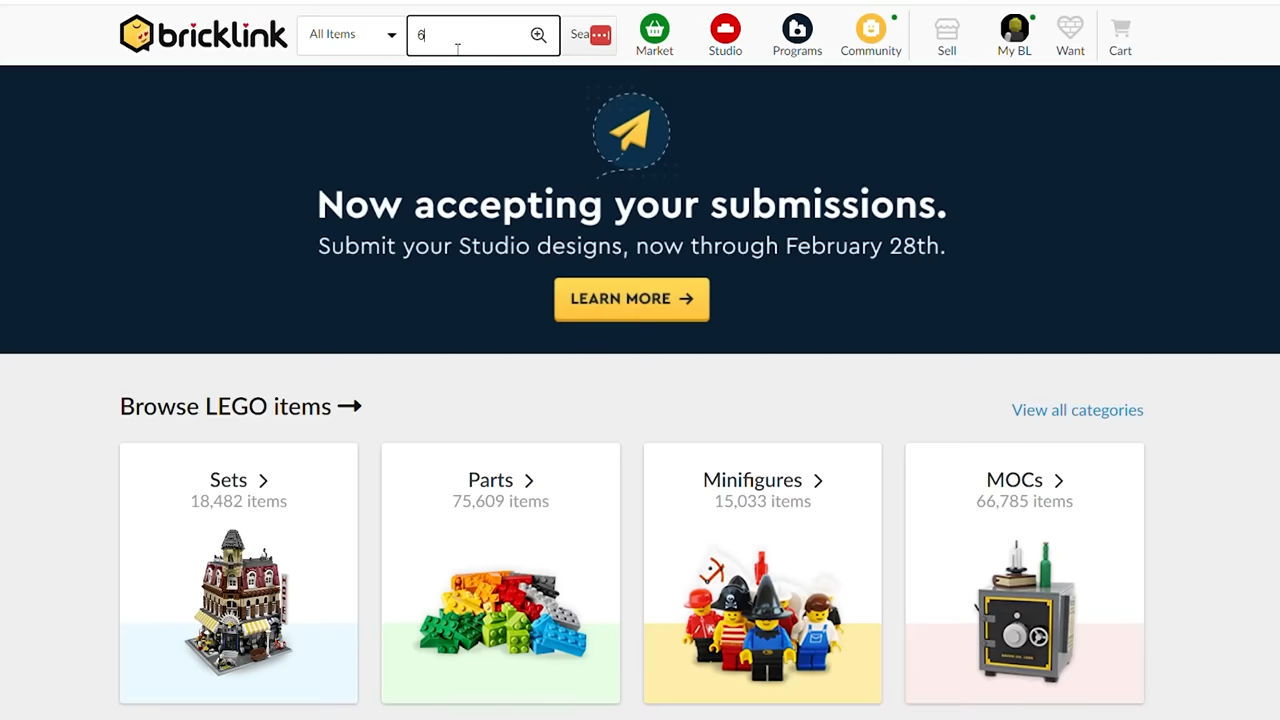 bricklink
All Items
6
Sea
Market
Studio
Programs
Community
Sell
My BL
Want
Cart
Now accepting your submissions.
Submit your Studio designs, now through February 28th.
LEARN MORE →
Browse LEGO items →
View all categories
Sets >
18,482 items
Parts >
75,609 items
Minifigures >
15,033 items
MOCs >
66,785 items